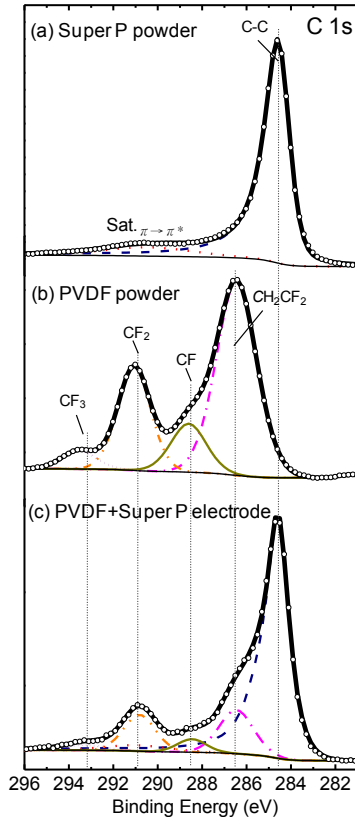 (a) Super P powder
C 1s
C-C
Sat. π→π*
(b) PVDF powder
CF₃
CF₂
CF
CH₂CF₂
(c) PVDF+Super P electrode
296 294 292 290 288 286 284 282
Binding Energy (eV)